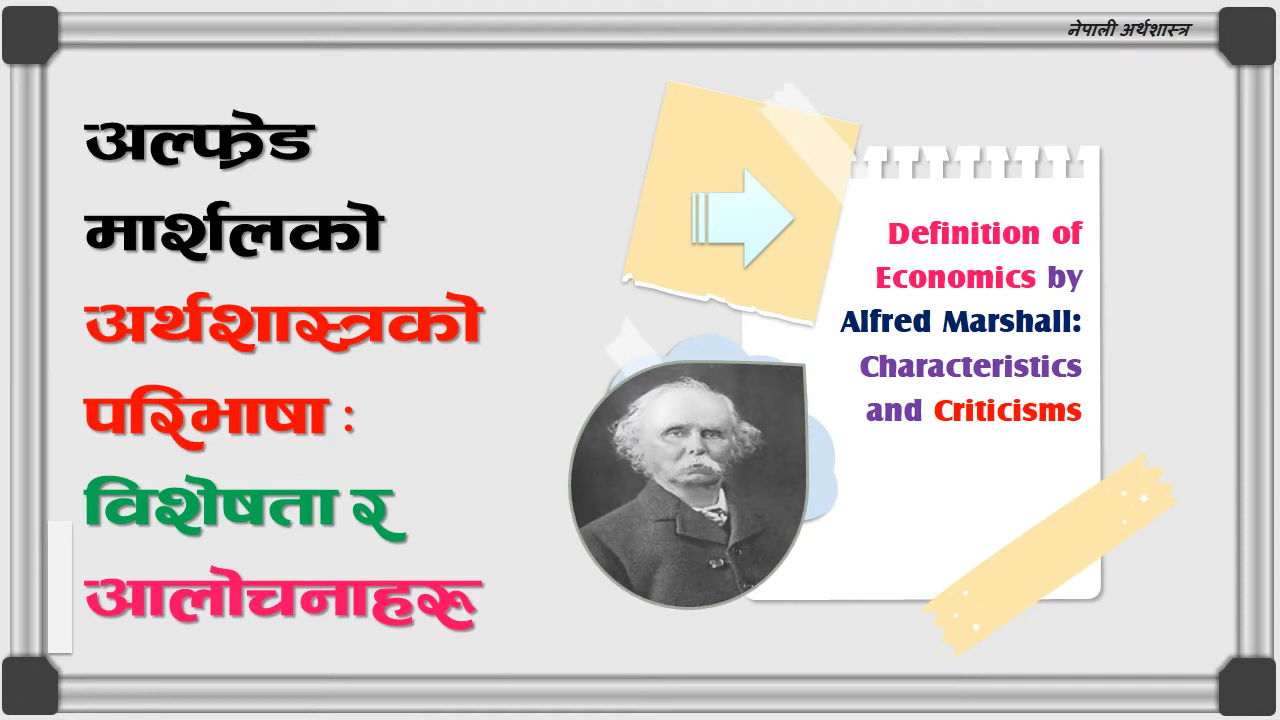 नेपाली अर्थशास्त्र
अल्फ्रेड
मार्शलको
अर्थशास्त्रको
परिभाषा :
विशेषता र
आलोचनाहरू
Definition of
Economics by
Alfred Marshall:
Characteristics
and Criticisms